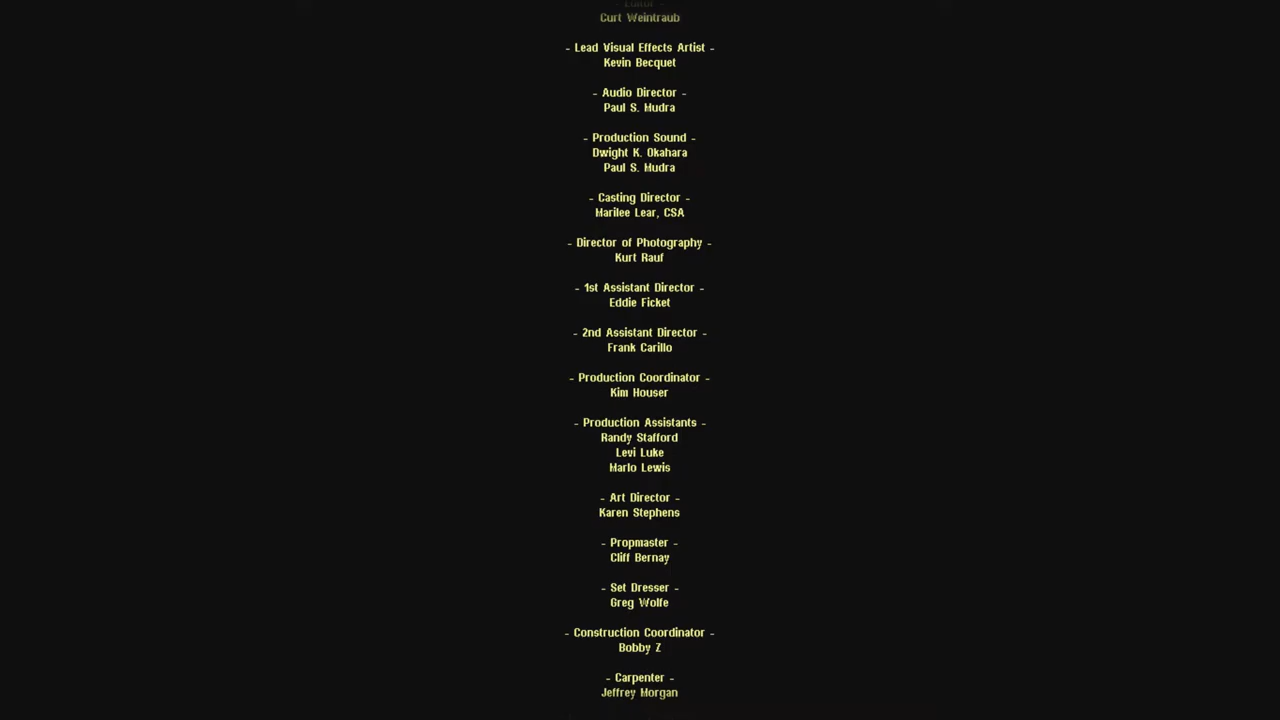 - Editor -
Curt Weintraub
- Lead Visual Effects Artist -
Kevin Becquet
- Audio Director -
Paul S. Mudra
- Production Sound -
Dwight K. Okahara
Paul S. Mudra
- Casting Director -
Marilee Lear, CSA
- Director of Photography -
Kurt Rauf
- 1st Assistant Director -
Eddie Ficket
- 2nd Assistant Director -
Frank Carillo
- Production Coordinator -
Kim Houser
- Production Assistants -
Randy Stafford
Levi Luke
Marlo Lewis
- Art Director -
Karen Stephens
- Propmaster -
Cliff Bernay
- Set Dresser -
Greg Wolfe
- Construction Coordinator -
Bobby Z
- Carpenter -
Jeffrey Morgan